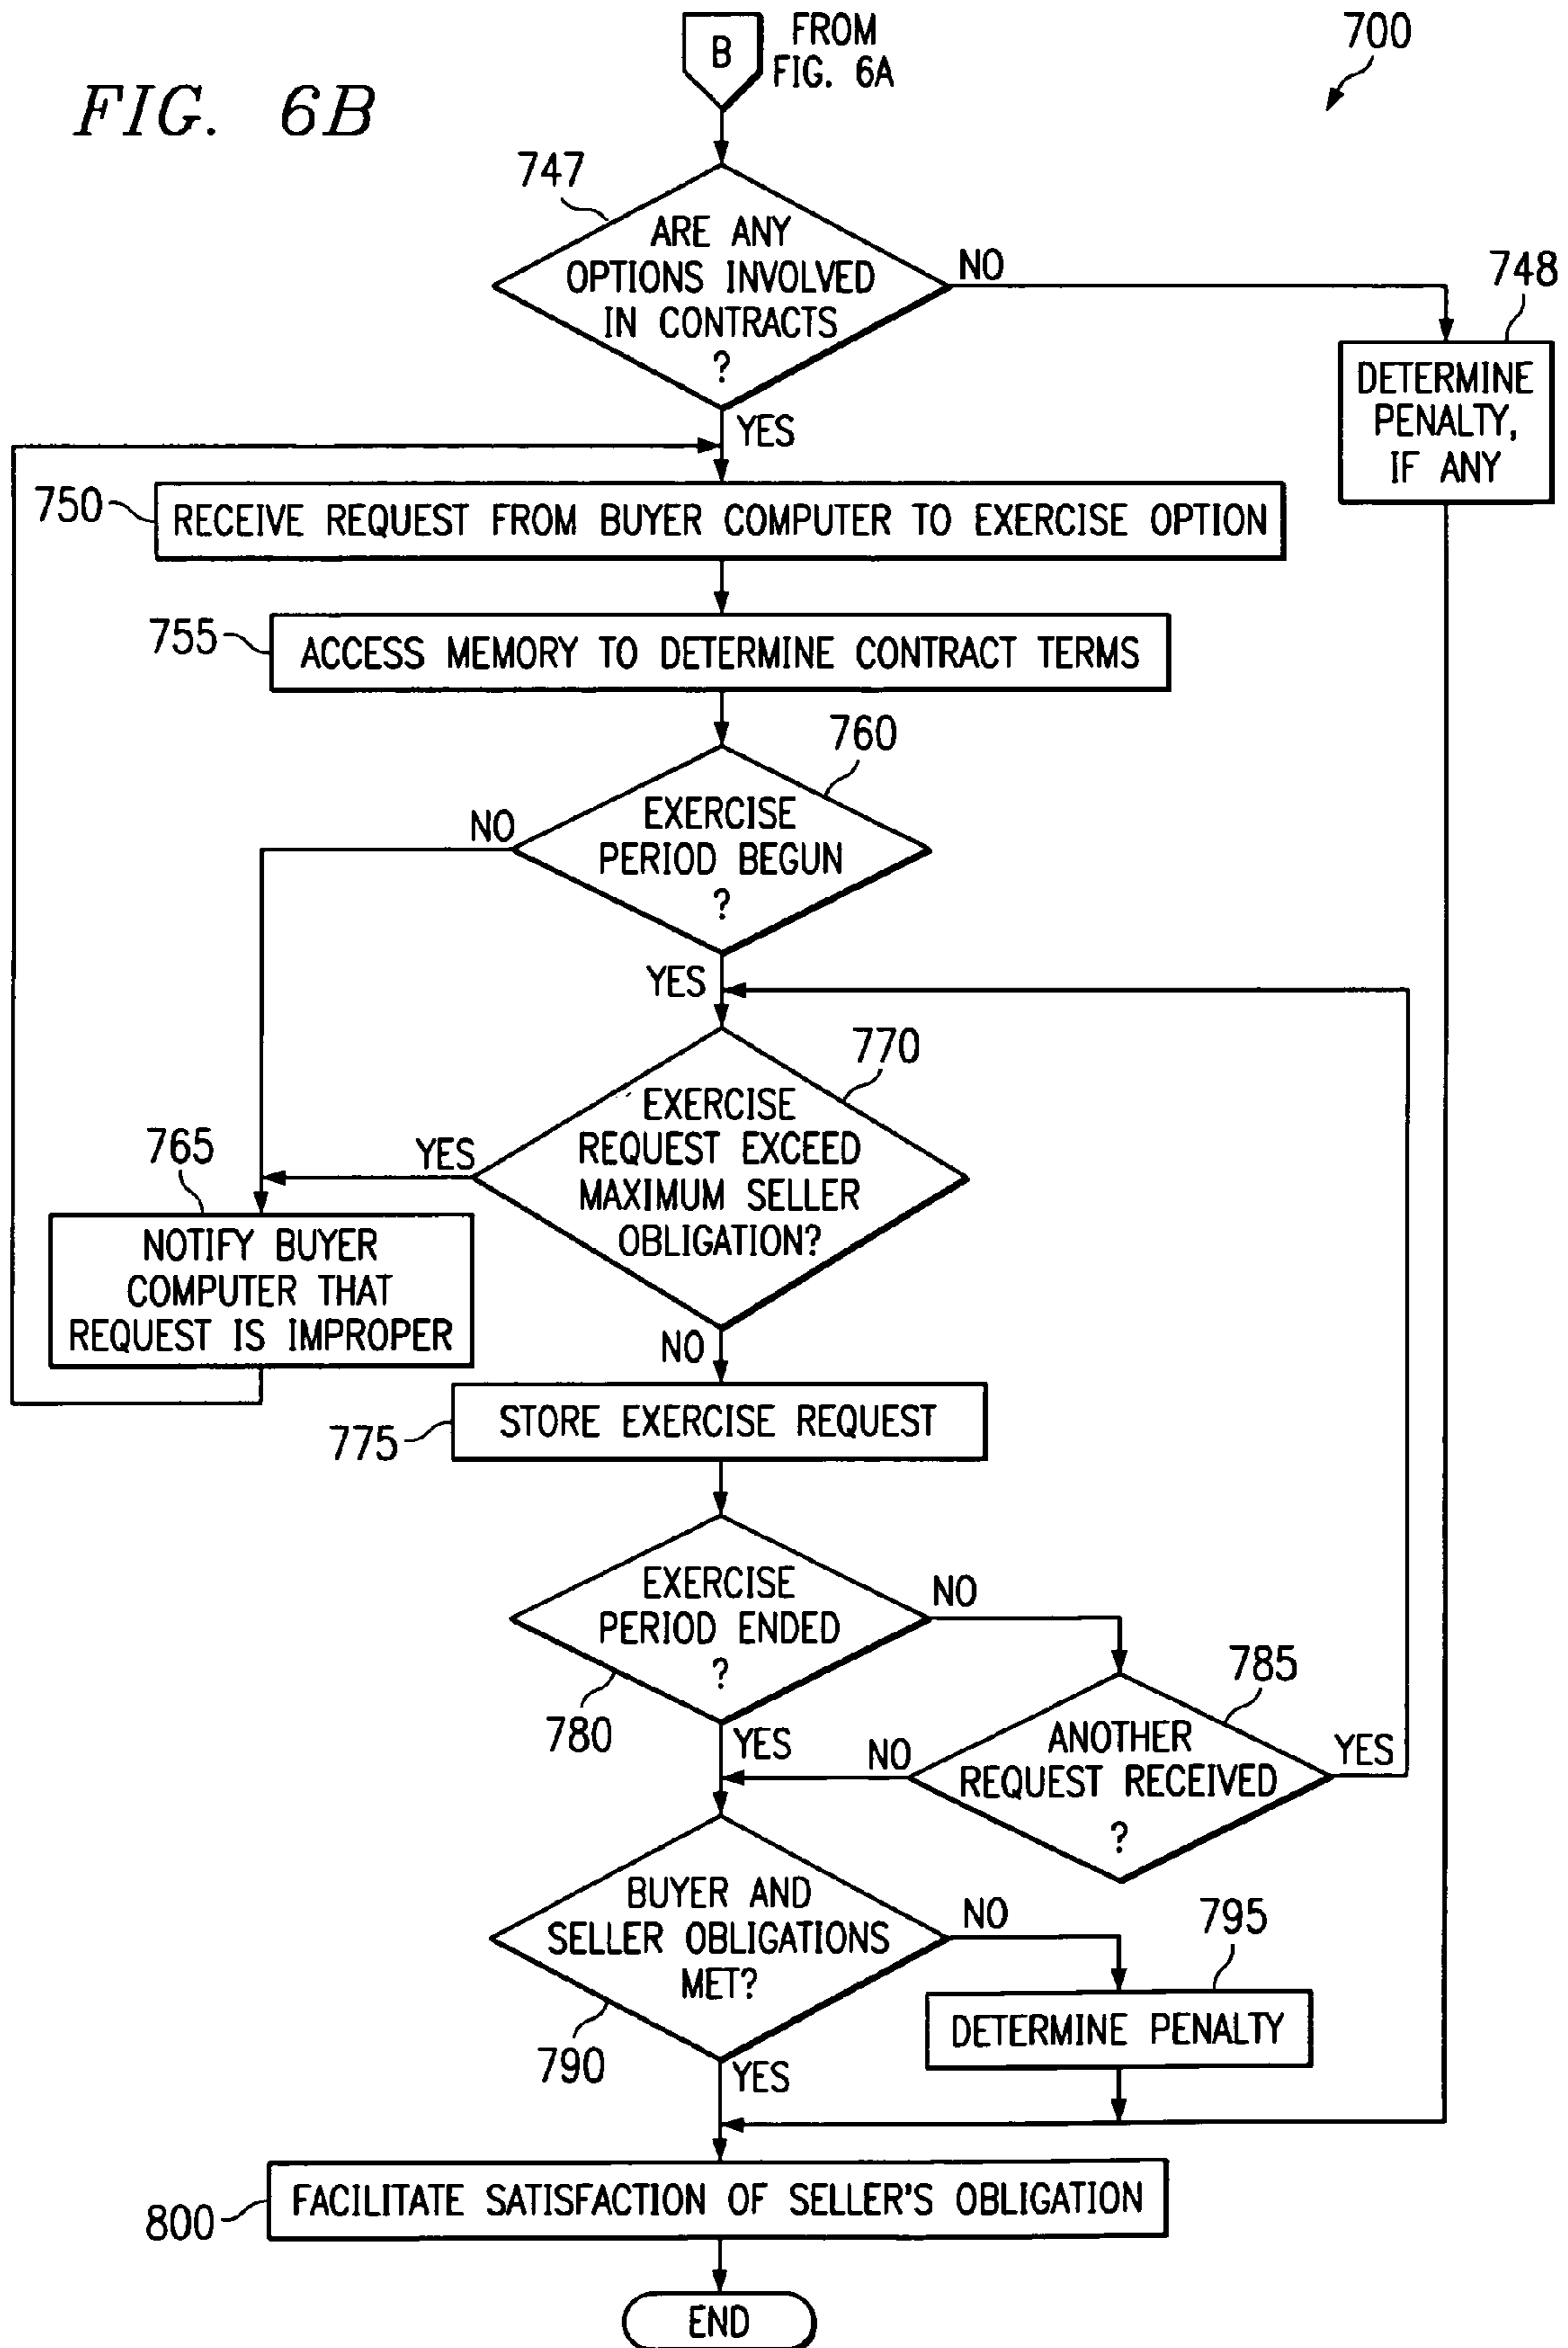 FIG. 6B
B
FROM
FIG. 6A
700
747
ARE ANY
OPTIONS INVOLVED
IN CONTRACTS
?
NO
748
DETERMINE
PENALTY,
IF ANY
YES
750
RECEIVE REQUEST FROM BUYER COMPUTER TO EXERCISE OPTION
755
ACCESS MEMORY TO DETERMINE CONTRACT TERMS
760
EXERCISE
PERIOD BEGUN
?
NO
YES
770
EXERCISE
REQUEST EXCEED
MAXIMUM SELLER
OBLIGATION?
YES
765
NOTIFY BUYER
COMPUTER THAT
REQUEST IS IMPROPER
NO
775
STORE EXERCISE REQUEST
EXERCISE
PERIOD ENDED
?
NO
780
YES
785
ANOTHER
REQUEST RECEIVED
?
NO
YES
BUYER AND
SELLER OBLIGATIONS
MET?
NO
790
795
DETERMINE PENALTY
YES
800
FACILITATE SATISFACTION OF SELLER'S OBLIGATION
END